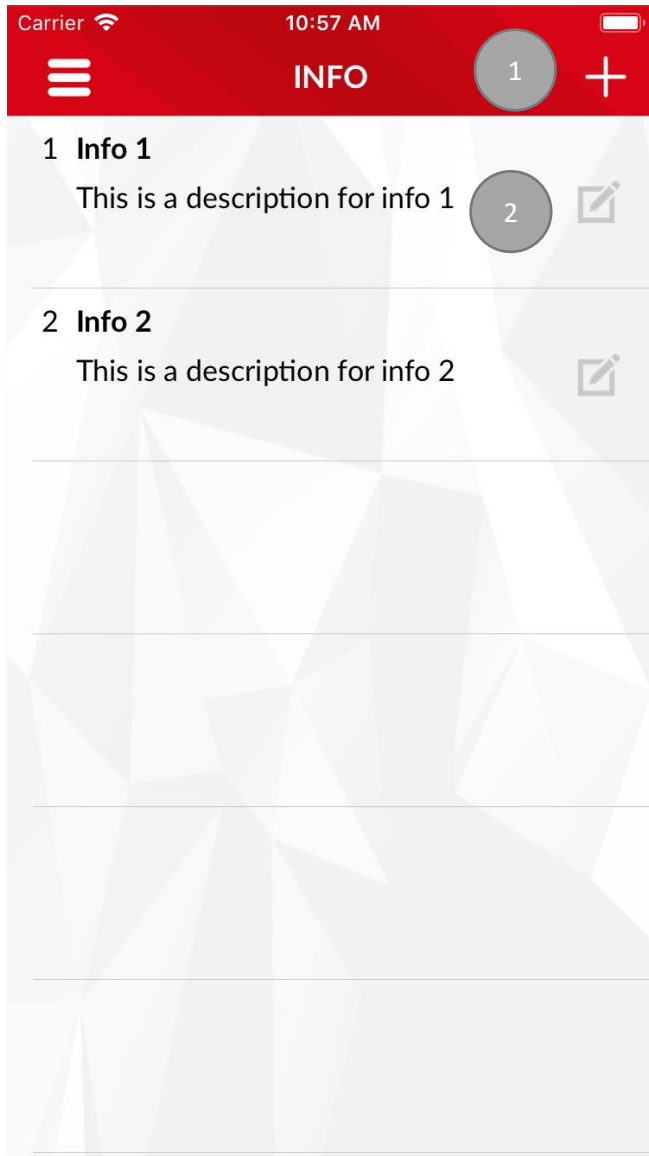 Carrier 10:57 AM
INFO 1
1 Info 1
This is a description for info 1 2
2 Info 2
This is a description for info 2